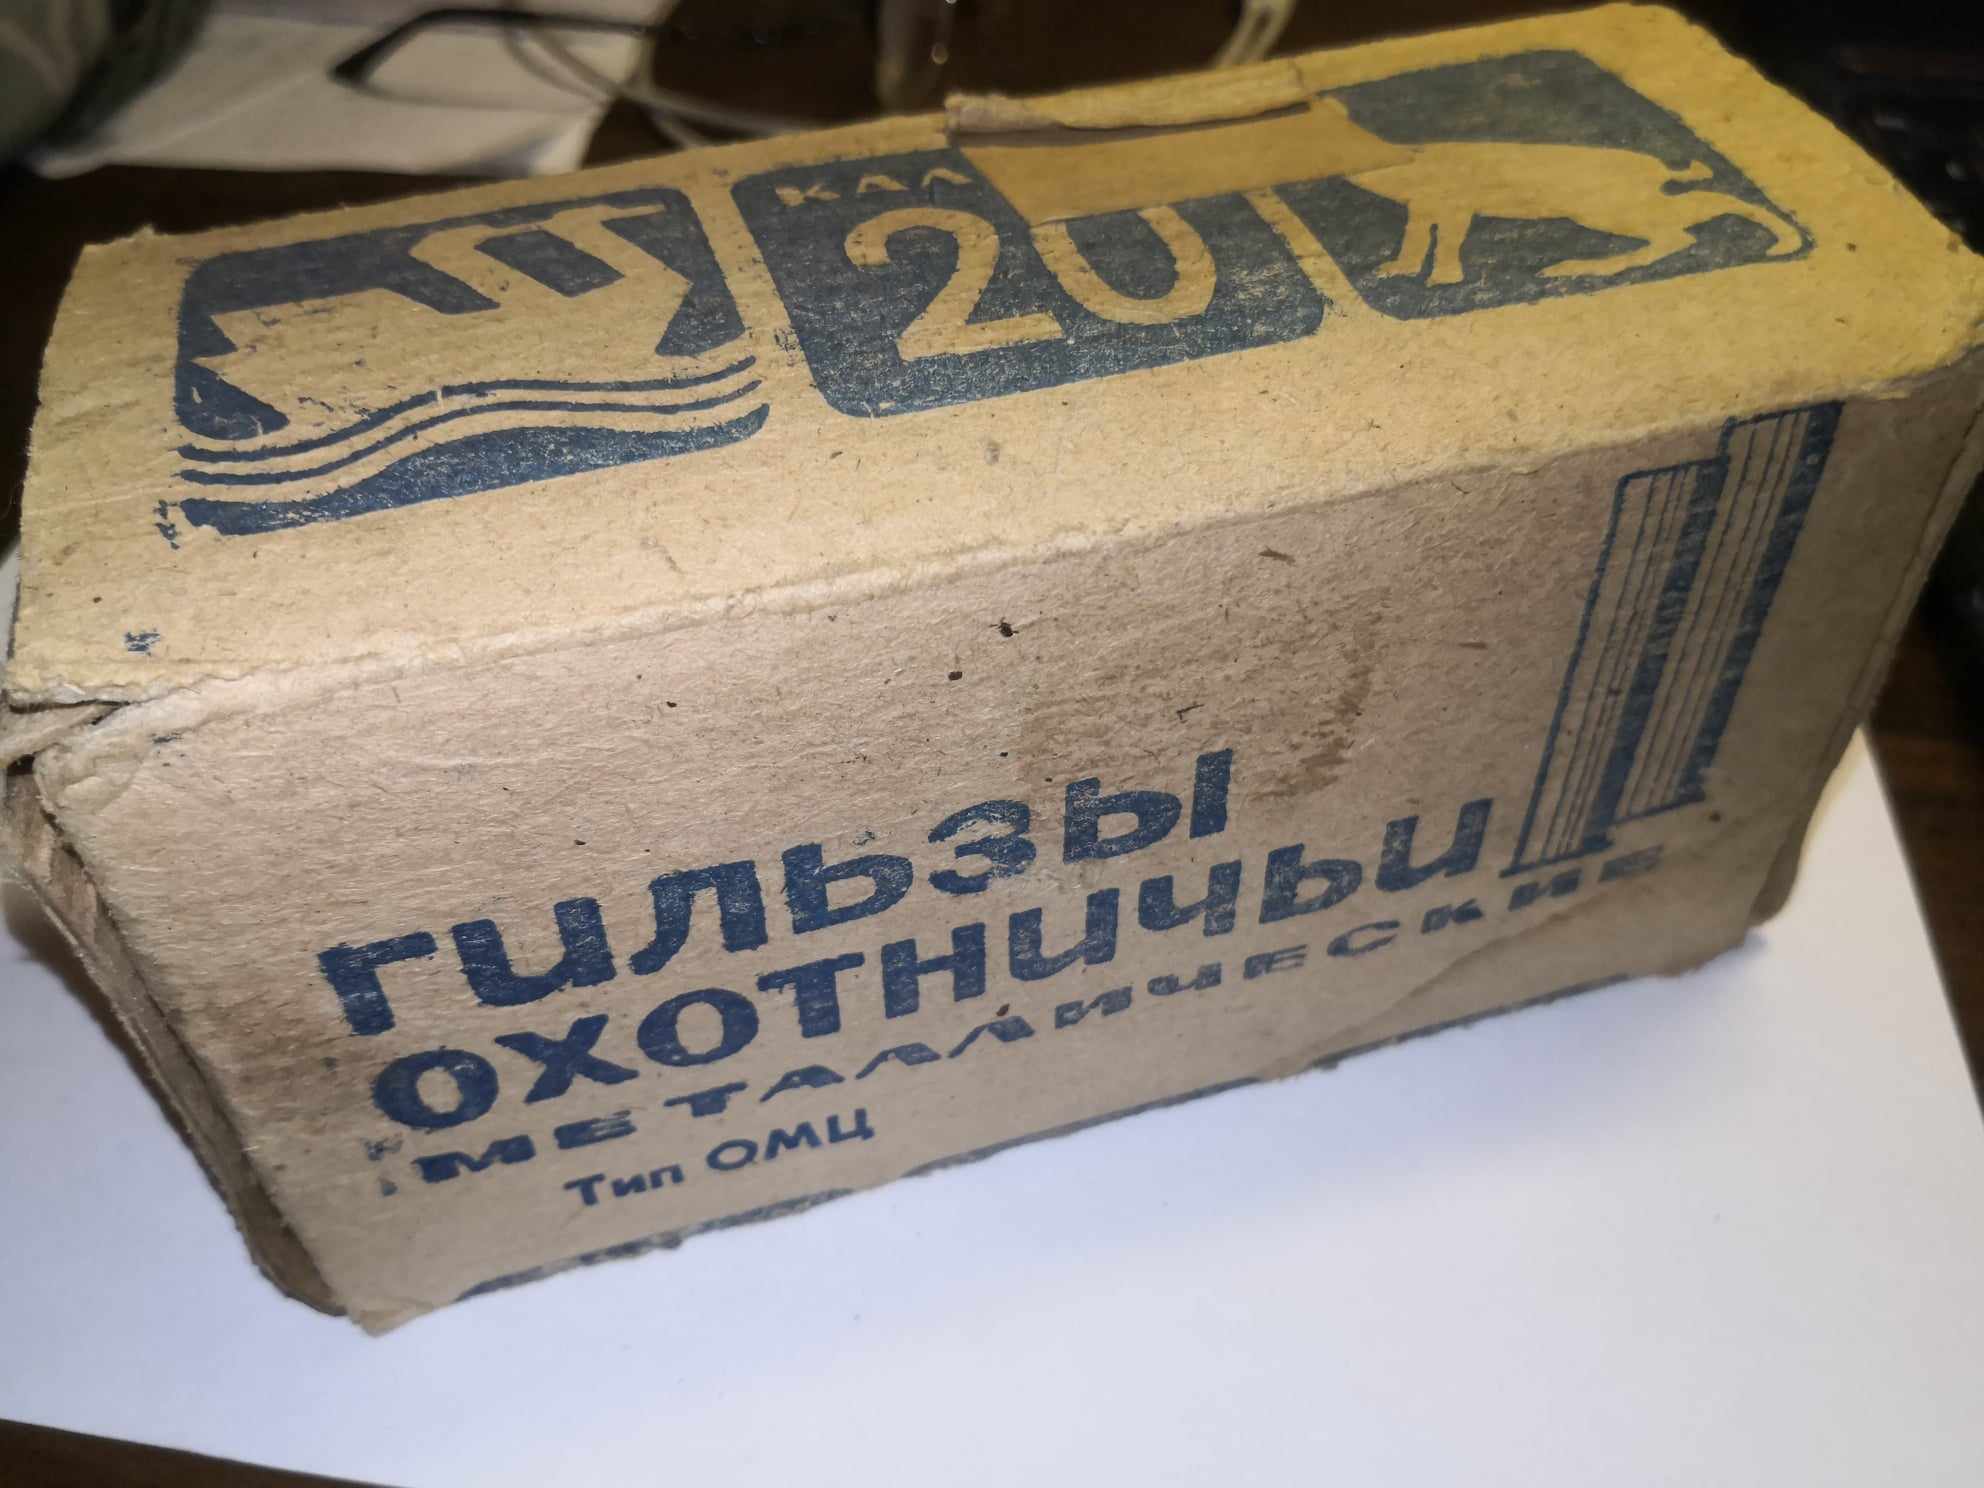 КАЛ
20
ГИЛЬЗЫ
ОХОТНИЧЬИ
МЕТАЛЛИЧЕСКИЕ
Тип ОМЦ